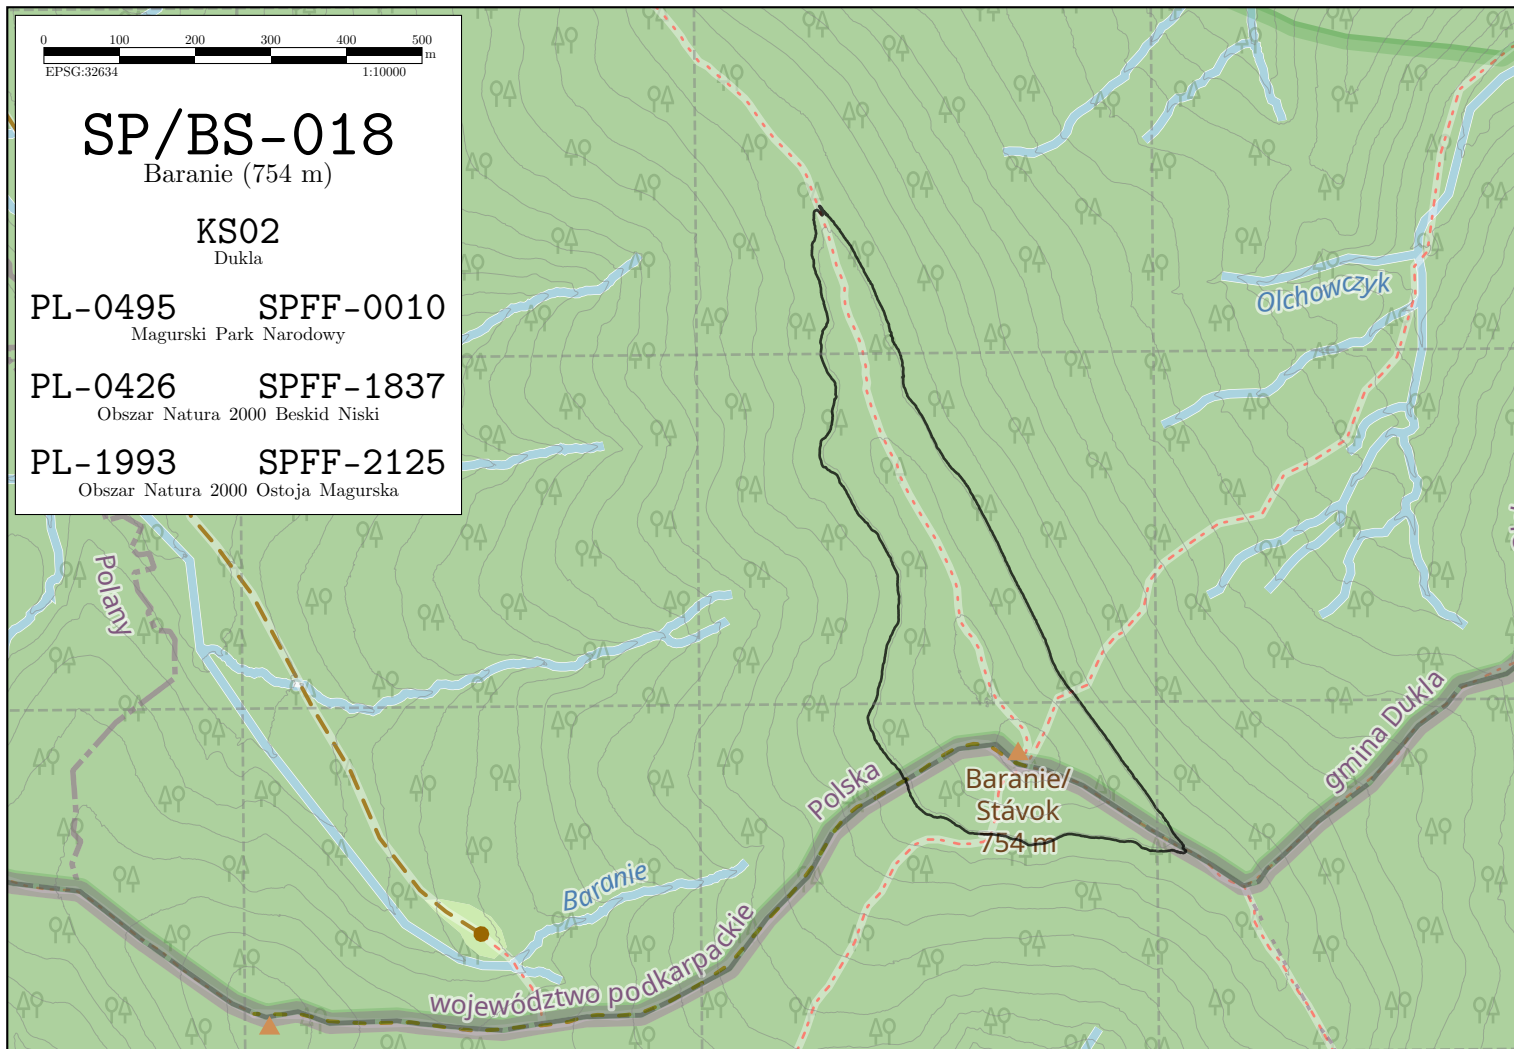 0 100 200 300 400 500
m
EPSG:32634 1:10000
SP/BS-018
Baranie (754 m)
KS02
Dukla
PL-0495 SPFF-0010
Magurski Park Narodowy
PL-0426 SPFF-1837
Obszar Natura 2000 Beskid Niski
PL-1993 SPFF-2125
Obszar Natura 2000 Ostoja Magurska
Olchowczyk
Polany
gmina Dukla
Polska
Baranie/
Stávok
754 m
Baranie
województwo podkarpackie